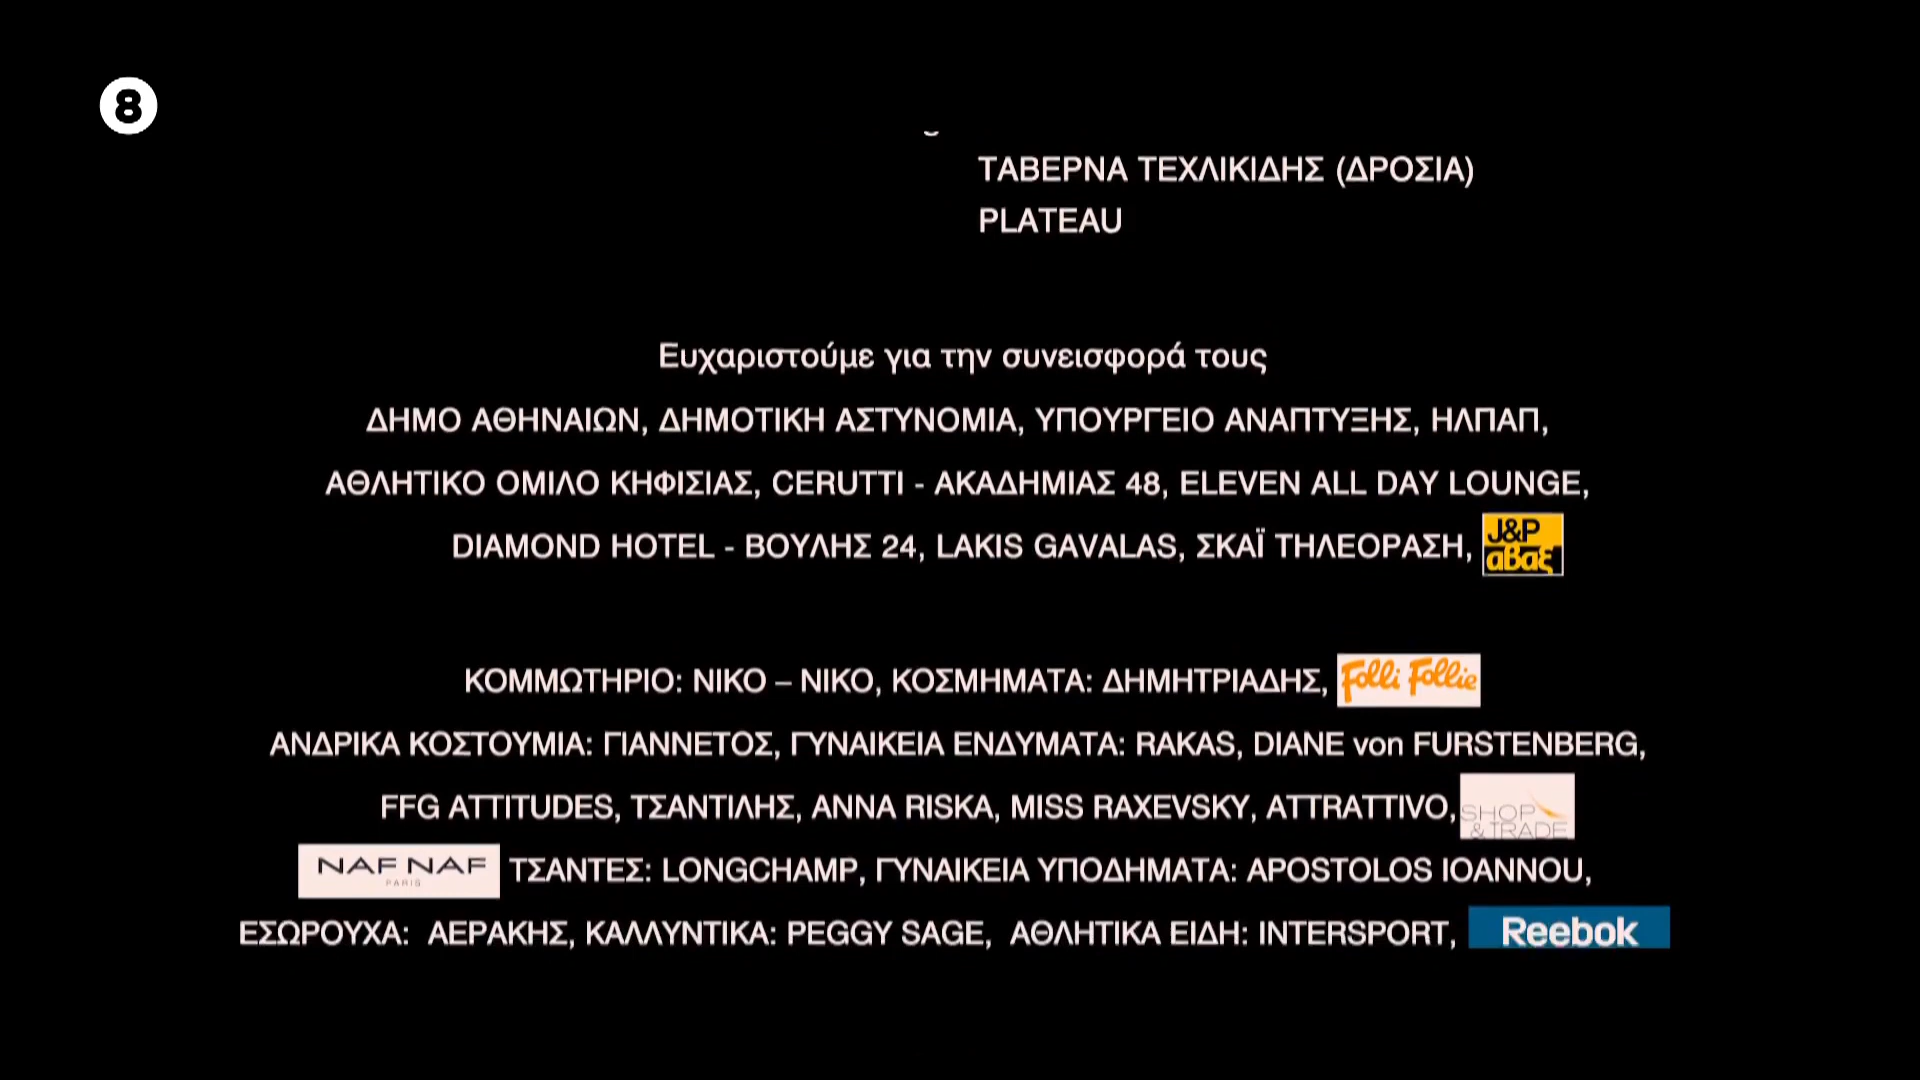 8
ΤΑΒΕΡΝΑ ΤΕΧΛΙΚΙΔΗΣ (ΔΡΟΣΙΑ)
PLATEAU
Ευχαριστούμε για την συνεισφορά τους
ΔΗΜΟ ΑΘΗΝΑΙΩΝ, ΔΗΜΟΤΙΚΗ ΑΣΤΥΝΟΜΙΑ, ΥΠΟΥΡΓΕΙΟ ΑΝΑΠΤΥΞΗΣ, ΗΛΠΑΠ,
ΑΘΛΗΤΙΚΟ ΟΜΙΛΟ ΚΗΦΙΣΙΑΣ, CERUTTI - ΑΚΑΔΗΜΙΑΣ 48, ELEVEN ALL DAY LOUNGE,
DIAMOND HOTEL - ΒΟΥΛΗΣ 24, LAKIS GAVALAS, ΣΚΑΪ ΤΗΛΕΟΡΑΣΗ, J&P αβαξ
ΚΟΜΜΩΤΗΡΙΟ: ΝΙΚΟ – ΝΙΚΟ, ΚΟΣΜΗΜΑΤΑ: ΔΗΜΗΤΡΙΑΔΗΣ, Folli Follie
ΑΝΔΡΙΚΑ ΚΟΣΤΟΥΜΙΑ: ΓΙΑΝΝΕΤΟΣ, ΓΥΝΑΙΚΕΙΑ ΕΝΔΥΜΑΤΑ: RAKAS, DIANE von FURSTENBERG,
FFG ATTITUDES, ΤΣΑΝΤΙΛΗΣ, ANNA RISKA, MISS RAXEVSKY, ATTRATTIVO, SHOP & TRADE
NAF NAF PARIS ΤΣΑΝΤΕΣ: LONGCHAMP, ΓΥΝΑΙΚΕΙΑ ΥΠΟΔΗΜΑΤΑ: APOSTOLOS IOANNOU,
ΕΣΩΡΟΥΧΑ: ΑΕΡΑΚΗΣ, ΚΑΛΛΥΝΤΙΚΑ: PEGGY SAGE, ΑΘΛΗΤΙΚΑ ΕΙΔΗ: INTERSPORT, Reebok